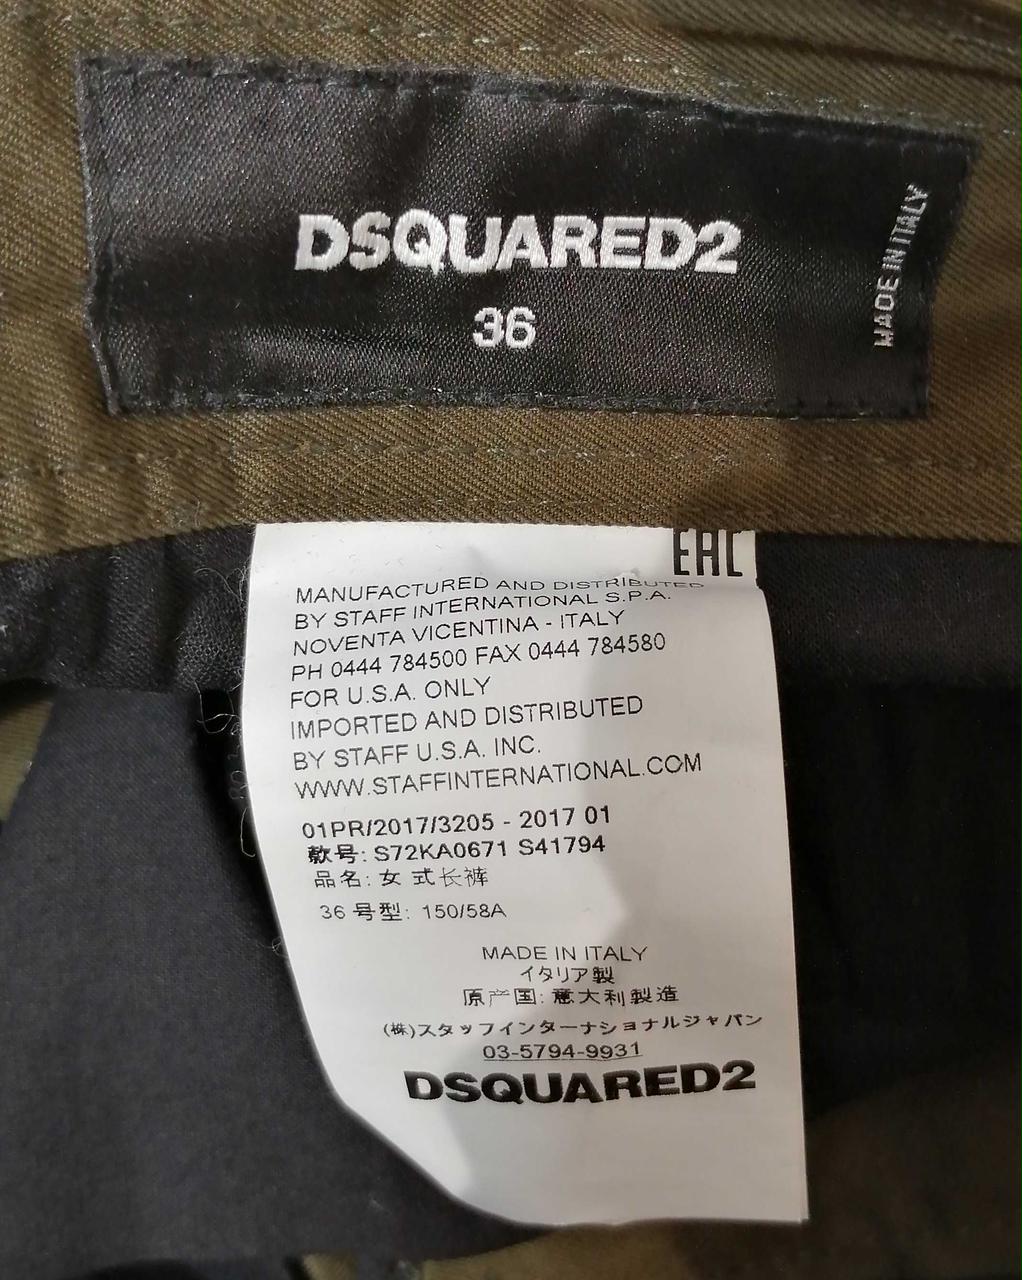 DSQUARED2
36
MADE IN ITALY
EAC
MANUFACTURED AND DISTRIBUTED
BY STAFF INTERNATIONAL S.P.A.
NOVENTA VICENTINA - ITALY
PH 0444 784500 FAX 0444 784580
FOR U.S.A. ONLY
IMPORTED AND DISTRIBUTED
BY STAFF U.S.A. INC.
WWW.STAFFINTERNATIONAL.COM
01PR/2017/3205 - 2017 01
款号: S72KA0671 S41794
品名: 女 式长裤
36 号型: 150/58A
MADE IN ITALY
イタリア製
原产国: 意大利製造
(株)スタッフインターナショナルジャパン
03-5794-9931
DSQUARED2